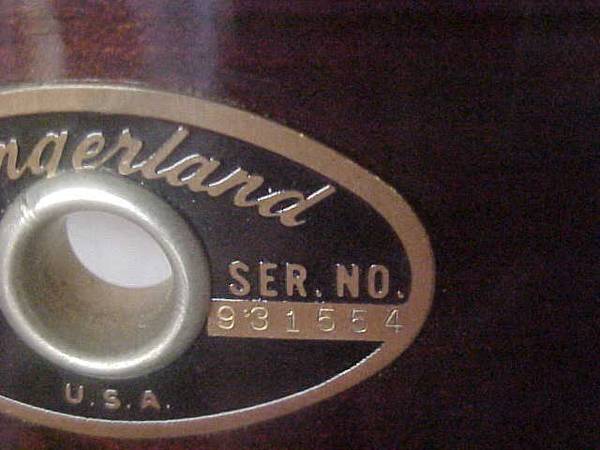 ngerland
SER. NO.
931554
U.S.A.